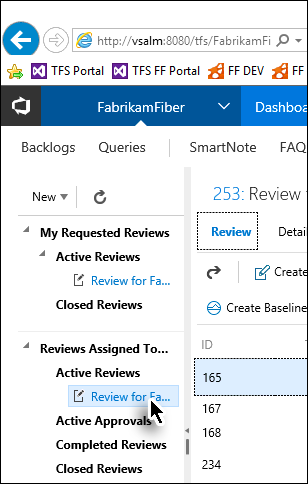 http://vsalm:8080/tfs/FabrikamFi
TFS Portal TFS FF Portal FF DEV FF
FabrikamFiber Dashboa
Backlogs Queries SmartNote FAQ
New
My Requested Reviews
Active Reviews
Review for Fa...
Closed Reviews
Reviews Assigned To...
Active Reviews
Review for Fa...
Active Approvals
Completed Reviews
Closed Reviews
253: Review
Review Detai
Create
Create Baseline
ID
165
167
168
234